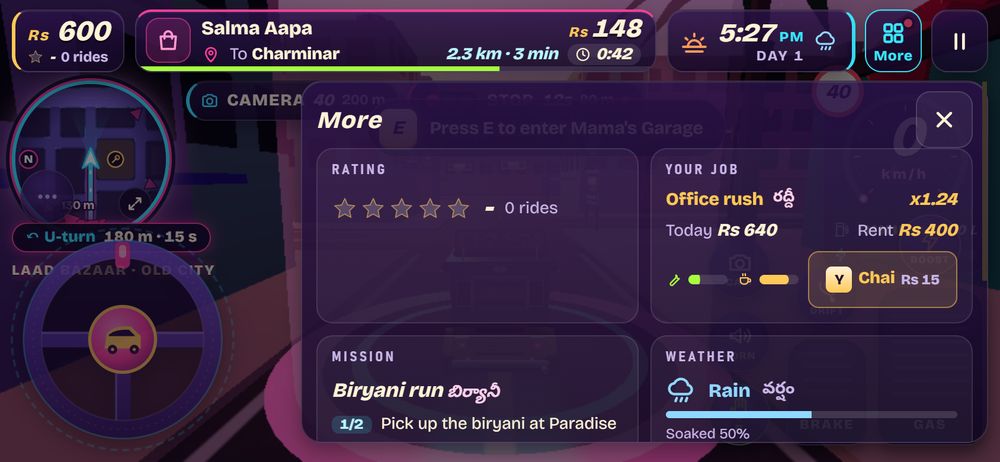 Rs 600
- 0 rides
Salma Aapa
To Charminar
Rs 148
2.3 km · 3 min
0:42
5:27 PM
DAY 1
More
CAMERA 40 200 m
40
More
E Press E to enter Mama's Garage
0
km/h
N
130 m
U-turn 180 m · 15 s
LAAD BAZAAR · OLD CITY
RATING
- 0 rides
YOUR JOB
Office rush రద్దీ x1.24
Today Rs 640
Rent Rs 400
BOOST
Y Chai Rs 15
DRIFT
MISSION
Biryani run బిర్యానీ
1/2 Pick up the biryani at Paradise
WEATHER
Rain వర్షం
Soaked 50%
BRAKE
GAS